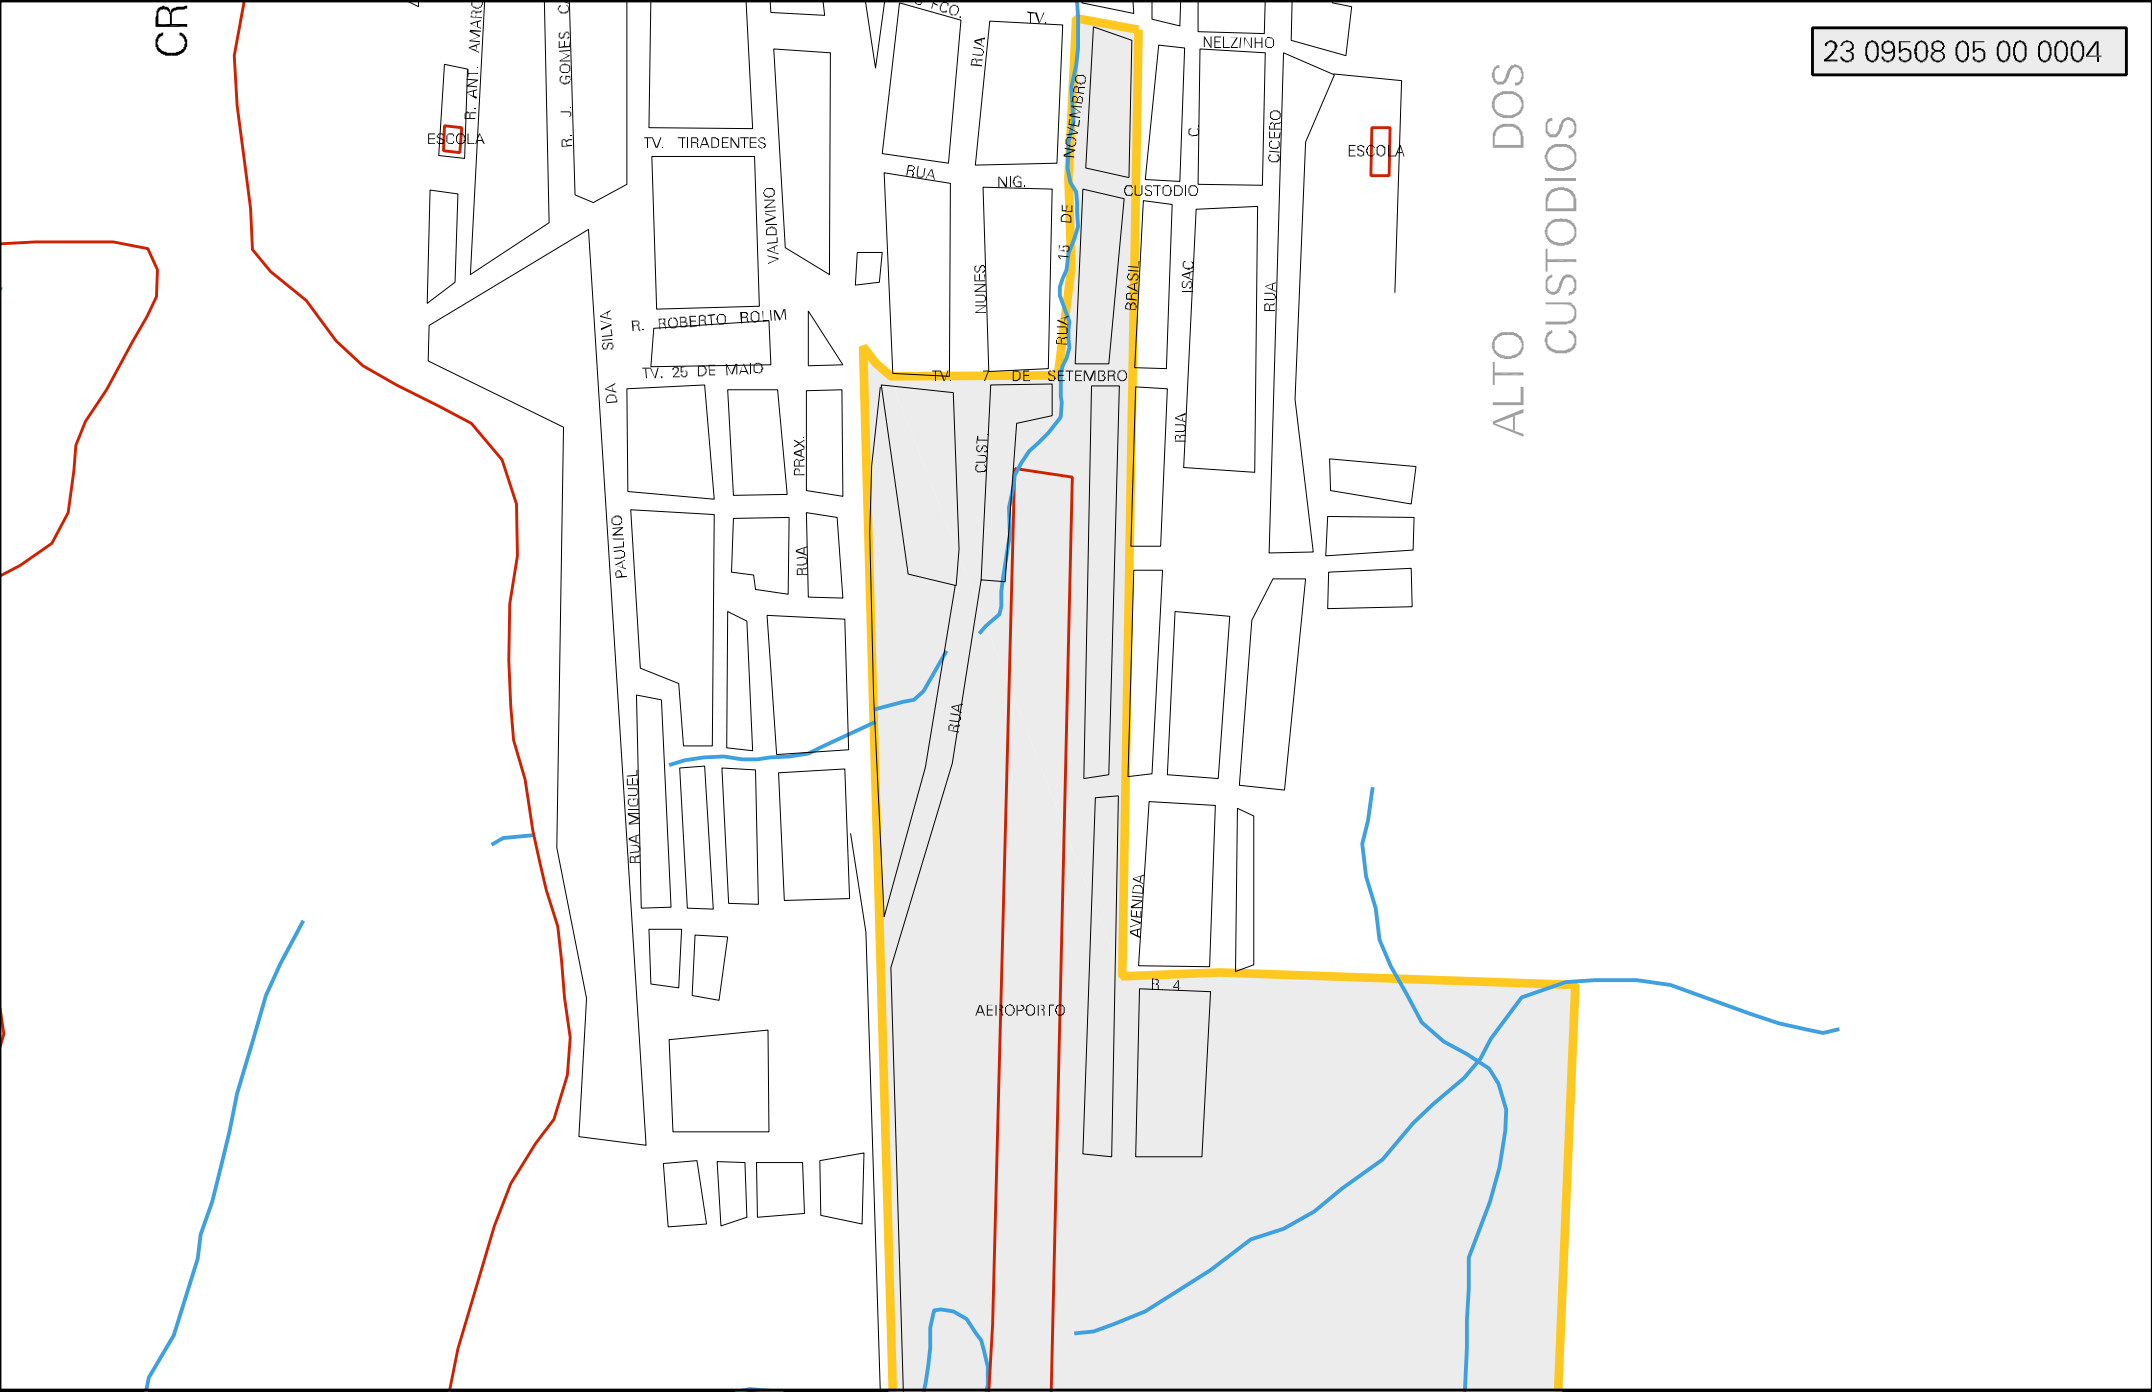 CR
R. ANT. AMARO
R. J. GOMES C.
FCO.
TV.
RUA
NELZINHO
23 09508 05 00 0004
ESCOLA
TV. TIRADENTES
NOVEMBRO
C.
CICERO
ESCOLA
ALTO DOS
CUSTODIOS
RUA
NIG.
CUSTODIO
VALDIVINO
15 DE
RUA
NUNES
BRASIL
ISAC
RUA
SILVA
R. ROBERTO ROLIM
TV. 25 DE MAIO
TV. 7 DE SETEMBRO
DA
PRAX.
CUST.
RUA
PAULINO
RUA
RUA
RUA MIGUEL
AVENIDA
R 4
AEROPORTO